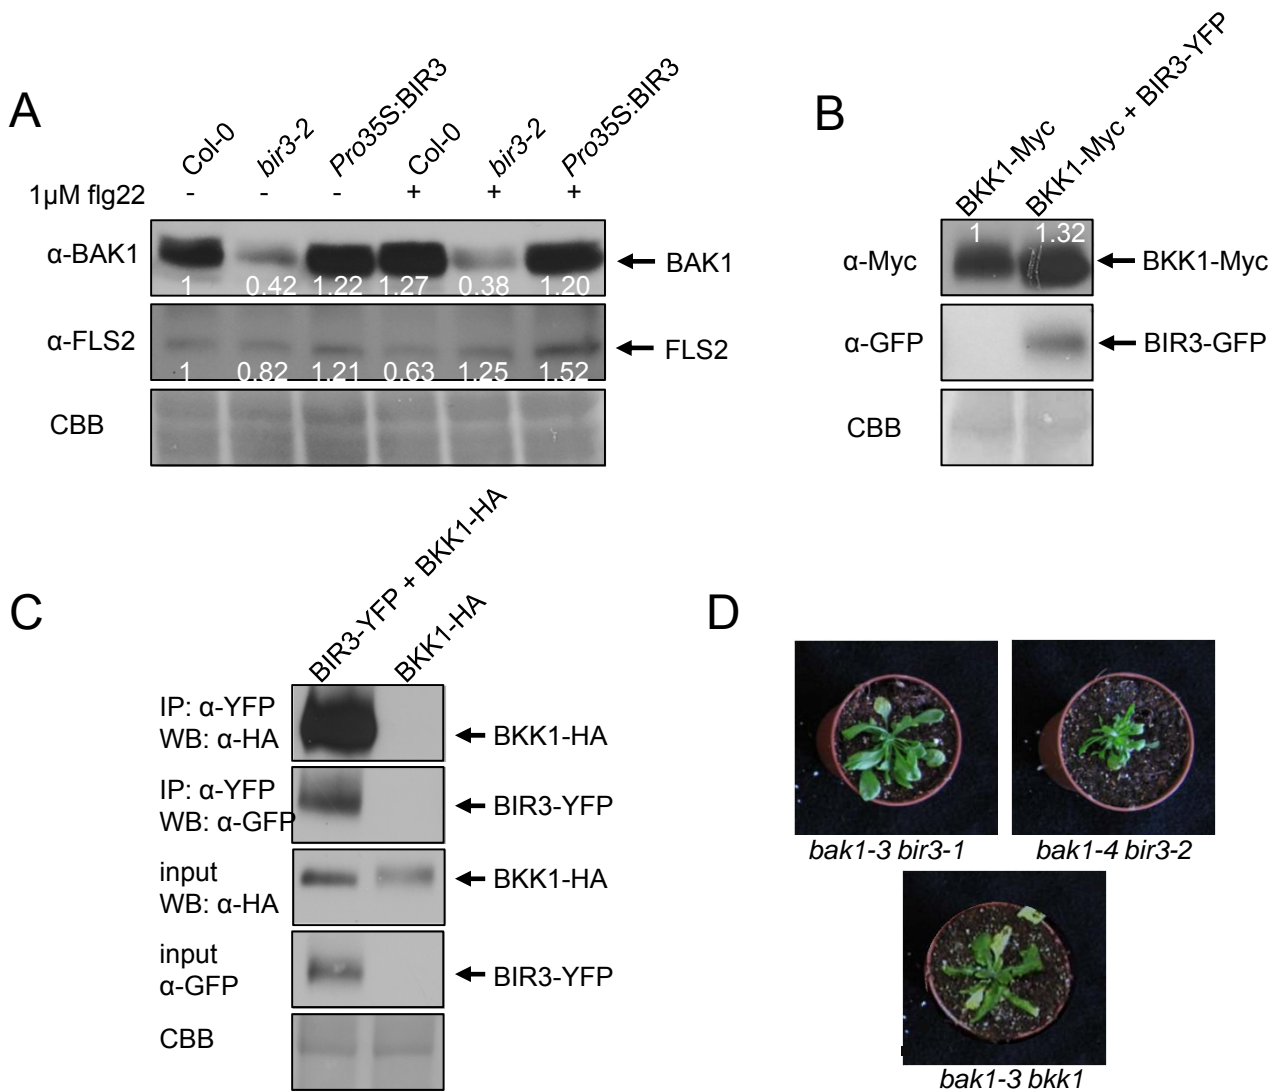 A
Col-0
bir3-2
Pro35S:BIR3
Col-0
bir3-2
Pro35S:BIR3
1µM flg22 - - - + + +
α-BAK1
1 0.42 1.22 1.27 0.38 1.20
BAK1
α-FLS2
1 0.82 1.21 0.63 1.25 1.52
FLS2
CBB
B
BKK1-Myc
BKK1-Myc + BIR3-YFP
1 1.32
α-Myc
BKK1-Myc
α-GFP
BIR3-GFP
CBB
C
BIR3-YFP + BKK1-HA
BKK1-HA
IP: α-YFP
WB: α-HA
BKK1-HA
IP: α-YFP
WB: α-GFP
BIR3-YFP
input
WB: α-HA
BKK1-HA
input
α-GFP
BIR3-YFP
CBB
D
bak1-3 bir3-1
bak1-4 bir3-2
bak1-3 bkk1